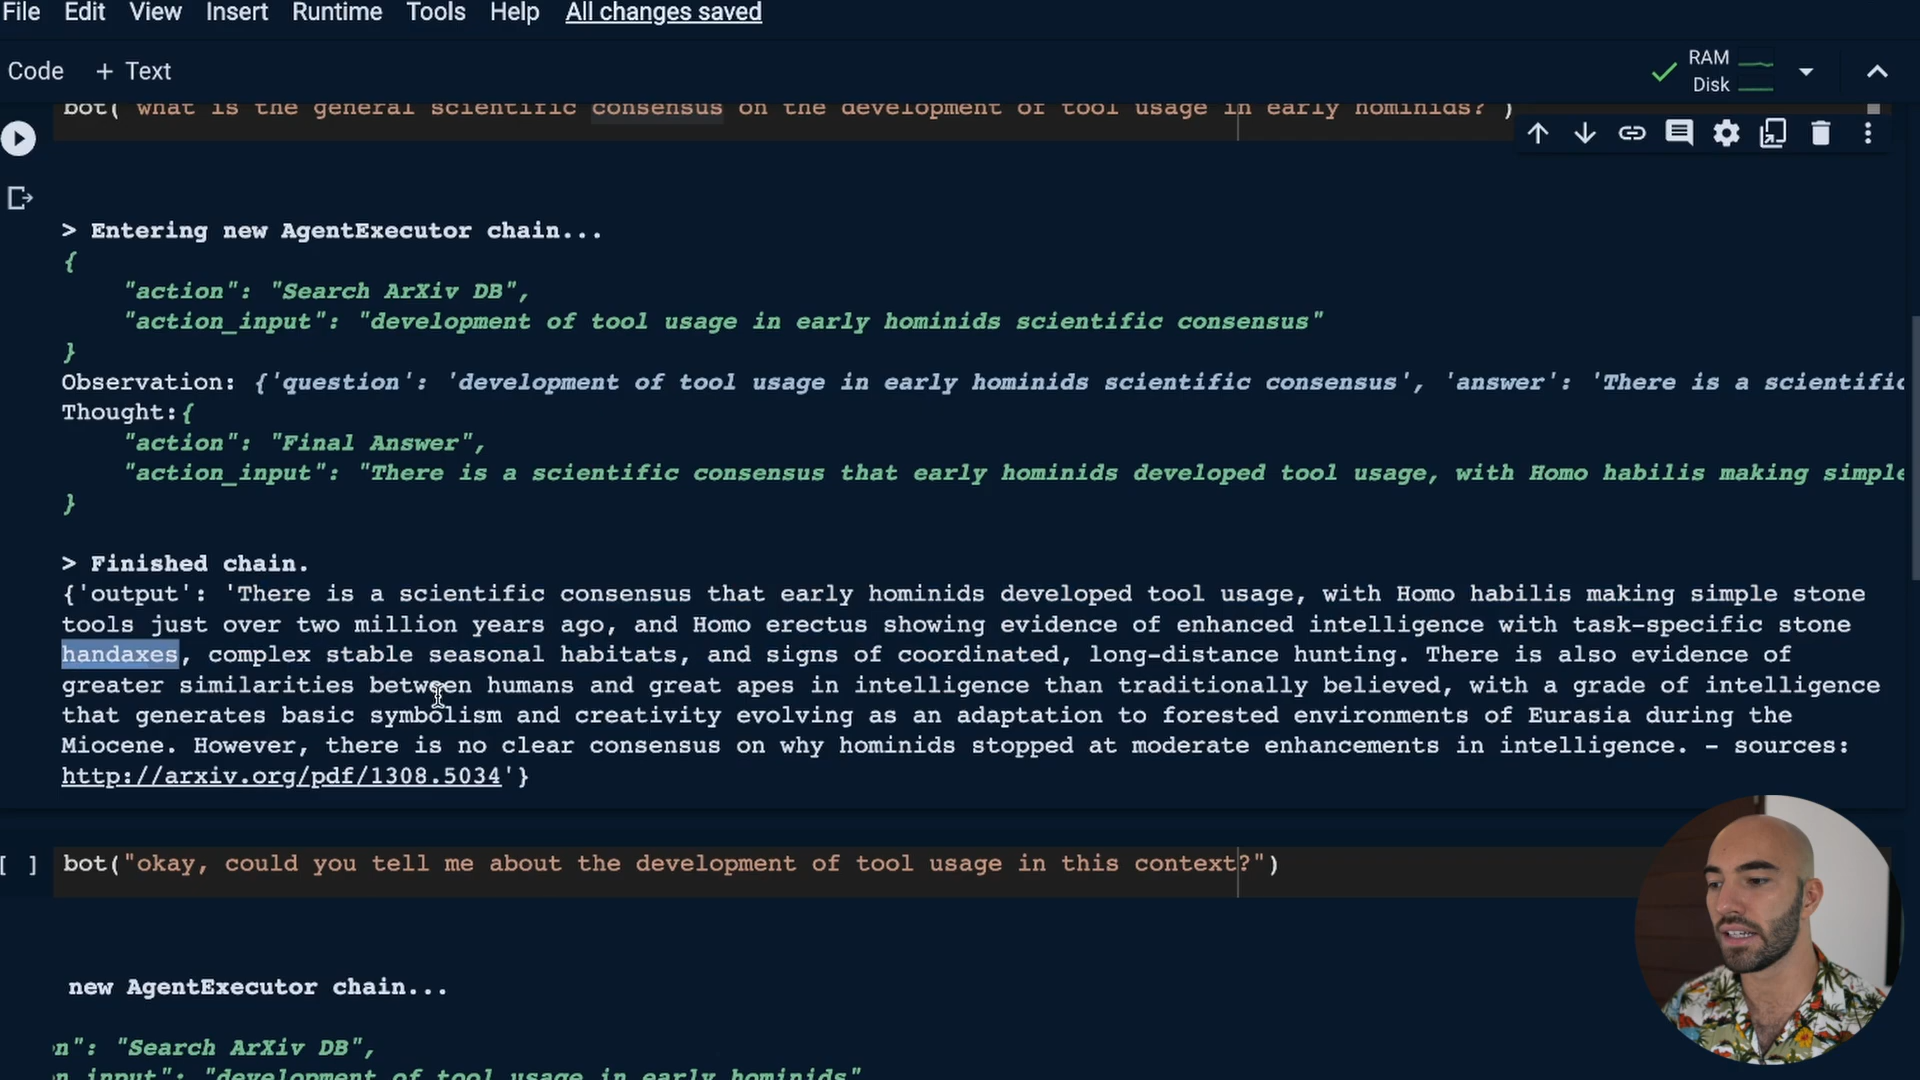 File Edit View Insert Runtime Tools Help All changes saved
Code + Text
RAM
Disk
bot("what is the general scientific consensus on the development of tool usage in early hominids?")
> Entering new AgentExecutor chain...
{
"action": "Search ArXiv DB",
"action_input": "development of tool usage in early hominids scientific consensus"
}
Observation: {'question': 'development of tool usage in early hominids scientific consensus', 'answer': 'There is a scientific
Thought:{
"action": "Final Answer",
"action_input": "There is a scientific consensus that early hominids developed tool usage, with Homo habilis making simple
}
> Finished chain.
{'output': 'There is a scientific consensus that early hominids developed tool usage, with Homo habilis making simple stone
tools just over two million years ago, and Homo erectus showing evidence of enhanced intelligence with task-specific stone
handaxes, complex stable seasonal habitats, and signs of coordinated, long-distance hunting. There is also evidence of
greater similarities between humans and great apes in intelligence than traditionally believed, with a grade of intelligence
that generates basic symbolism and creativity evolving as an adaptation to forested environments of Eurasia during the
Miocene. However, there is no clear consensus on why hominids stopped at moderate enhancements in intelligence. - sources:
http://arxiv.org/pdf/1308.5034'}
[ ] bot("okay, could you tell me about the development of tool usage in this context?")
new AgentExecutor chain...
n": "Search ArXiv DB",
n_input": "development of tool usage in early hominids"